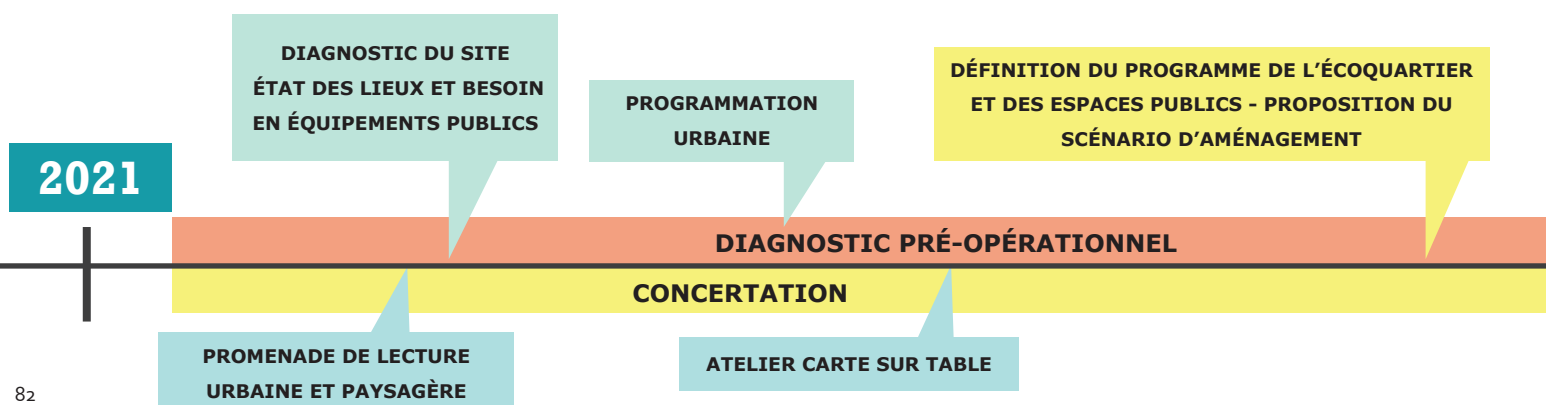 DIAGNOSTIC DU SITE
ÉTAT DES LIEUX ET BESOIN
EN ÉQUIPEMENTS PUBLICS
PROGRAMMATION
URBAINE
DÉFINITION DU PROGRAMME DE L’ÉCOQUARTIER
ET DES ESPACES PUBLICS - PROPOSITION DU
SCÉNARIO D’AMÉNAGEMENT
2021
DIAGNOSTIC PRÉ-OPÉRATIONNEL
CONCERTATION
PROMENADE DE LECTURE
URBAINE ET PAYSAGÈRE
ATELIER CARTE SUR TABLE
82